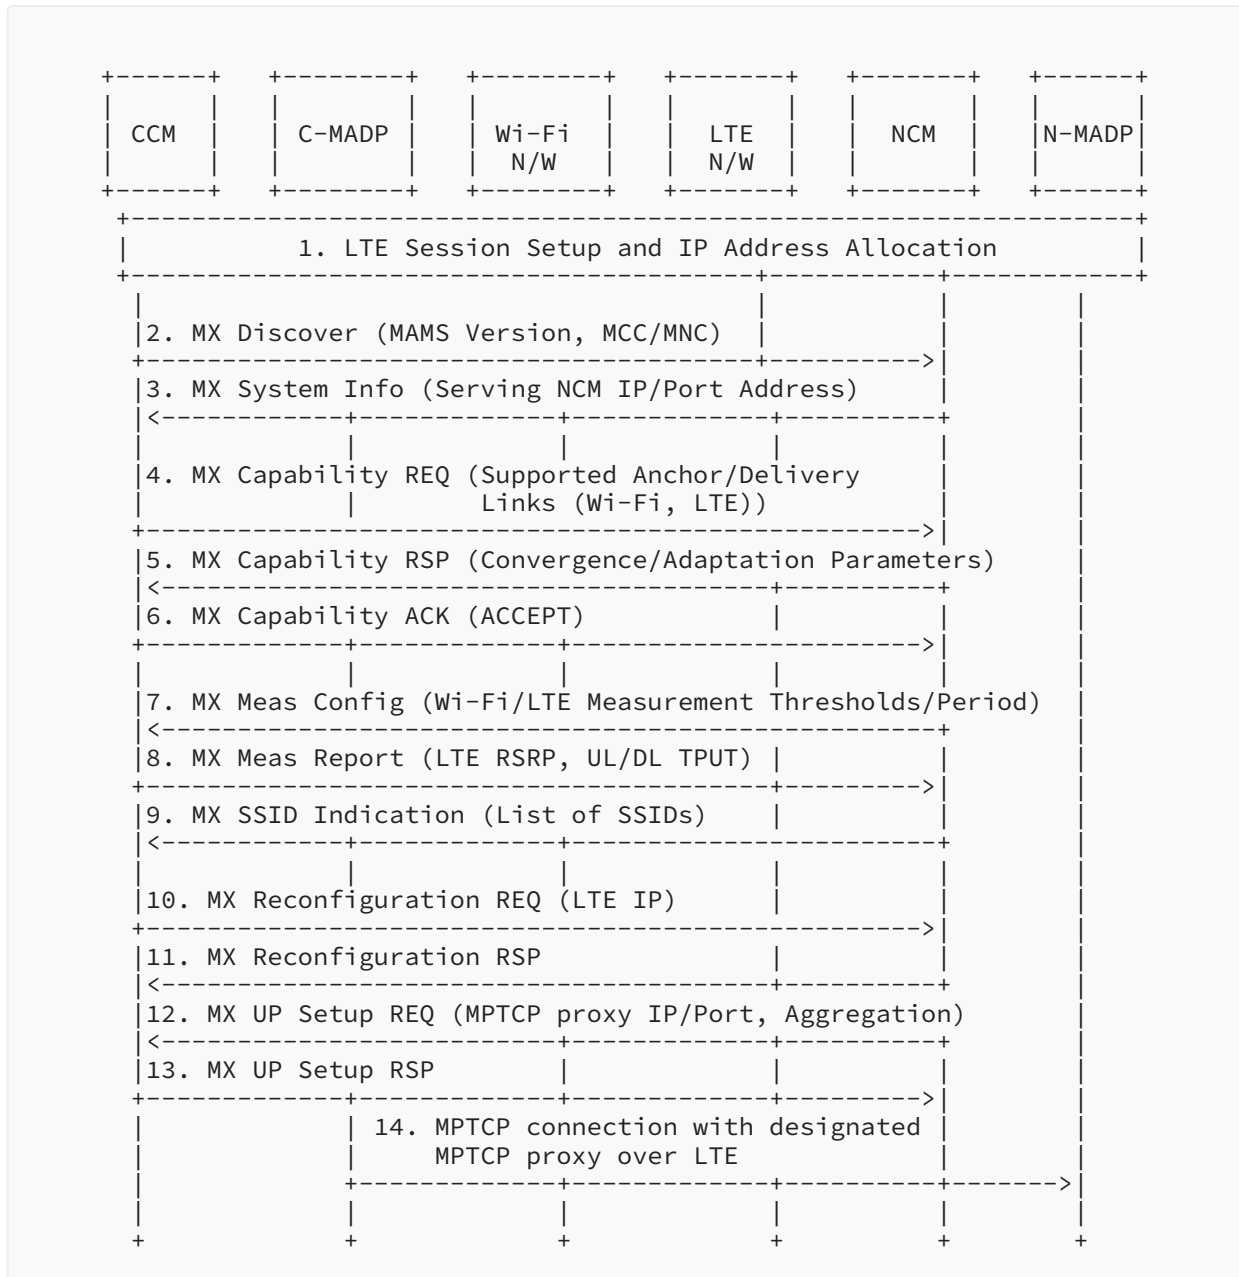 CCM C-MADP Wi-Fi LTE NCM N-MADP
N/W N/W
1. LTE Session Setup and IP Address Allocation
2. MX Discover (MAMS Version, MCC/MNC)
3. MX System Info (Serving NCM IP/Port Address)
4. MX Capability REQ (Supported Anchor/Delivery
Links (Wi-Fi, LTE))
5. MX Capability RSP (Convergence/Adaptation Parameters)
6. MX Capability ACK (ACCEPT)
7. MX Meas Config (Wi-Fi/LTE Measurement Thresholds/Period)
8. MX Meas Report (LTE RSRP, UL/DL TPUT)
9. MX SSID Indication (List of SSIDs)
10. MX Reconfiguration REQ (LTE IP)
11. MX Reconfiguration RSP
12. MX UP Setup REQ (MPTCP proxy IP/Port, Aggregation)
13. MX UP Setup RSP
14. MPTCP connection with designated
MPTCP proxy over LTE